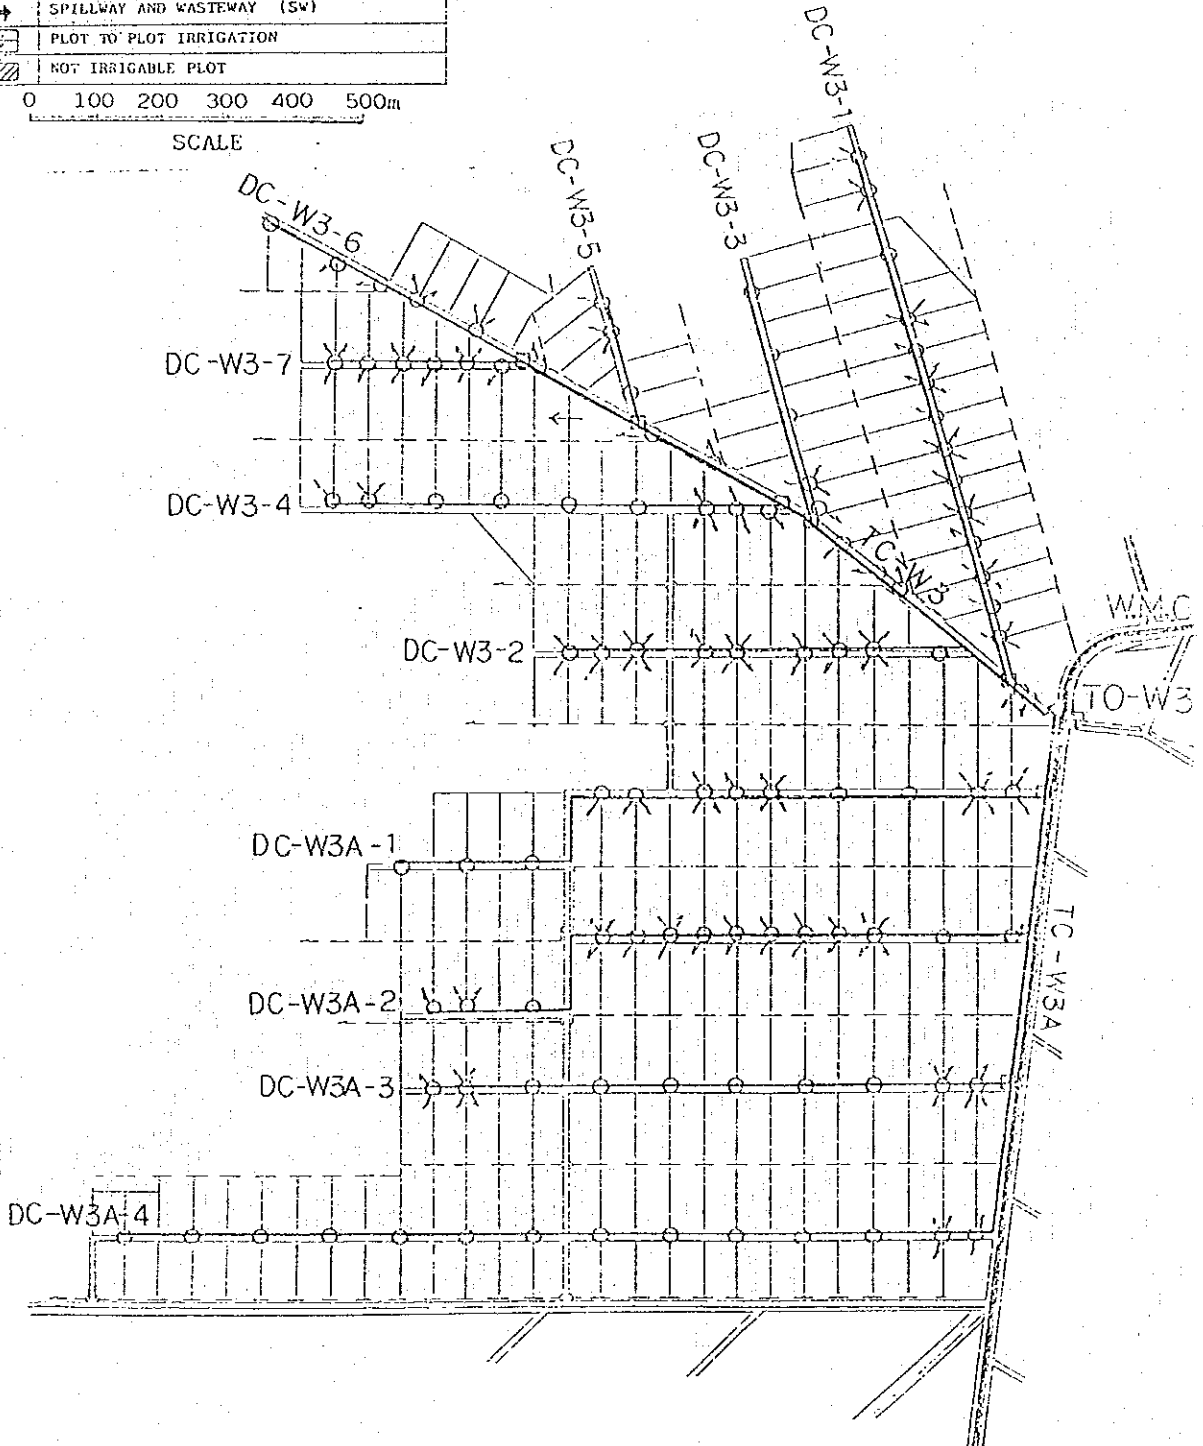 SPILLWAY AND WASTEWAY (SW)
PLOT TO PLOT IRRIGATION
NOT IRRIGABLE PLOT
0 100 200 300 400 500m
SCALE
DC-W3-1
DC-W3-3
DC-W3-5
DC-W3-6
DC-W3-7
DC-W3-4
TC-W3
W.M.C
DC-W3-2
TO-W3
DC-W3A-1
TC-W3A
DC-W3A-2
DC-W3A-3
DC-W3A-4